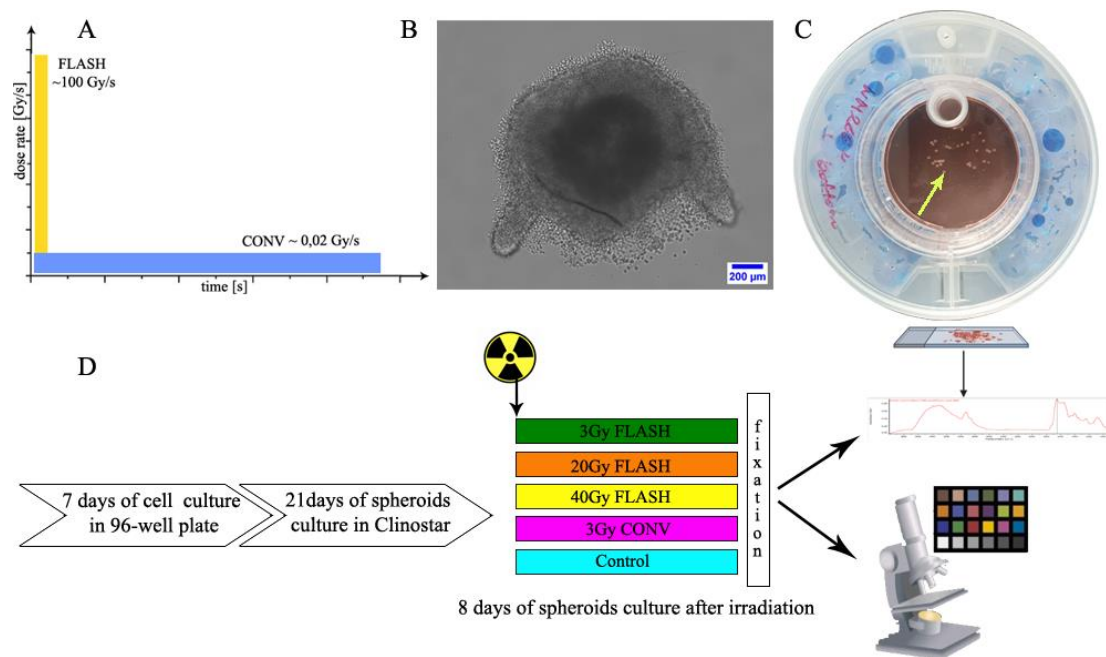 A
FLASH
~100 Gy/s
dose rate [Gy/s]
CONV ~ 0,02 Gy/s
time [s]
B
200 µm
C
D
7 days of cell culture
in 96-well plate
21days of spheroids
culture in Clinostar
3Gy FLASH
20Gy FLASH
40Gy FLASH
3Gy CONV
Control
fixation
8 days of spheroids culture after irradiation